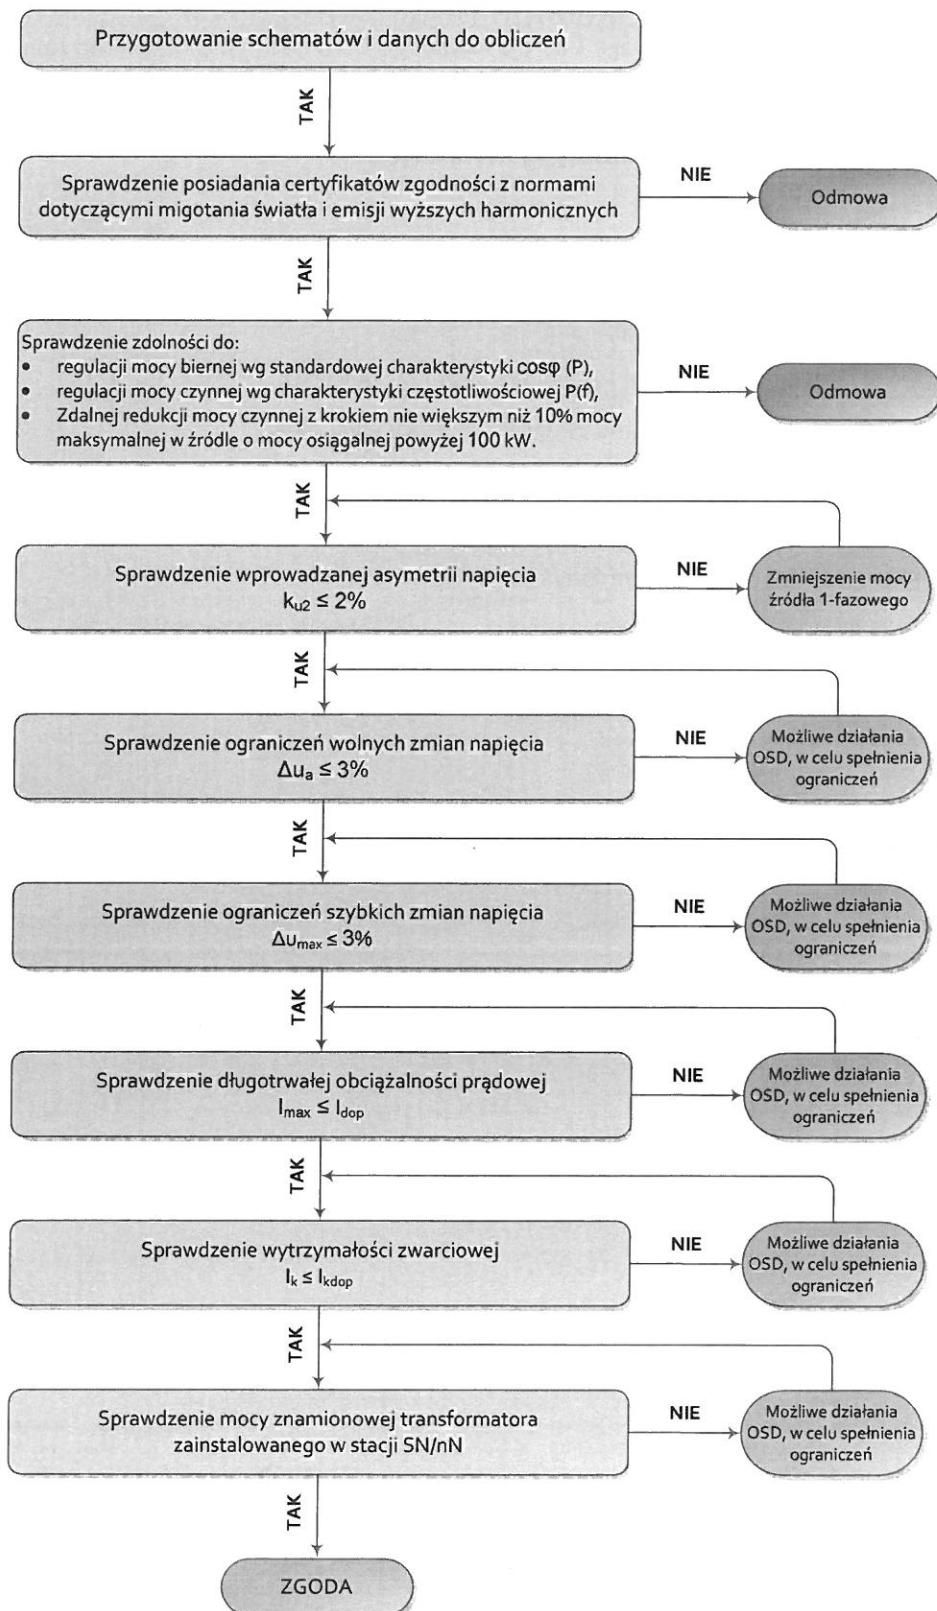 Przygotowanie schematów i danych do obliczeń
TAK
Sprawdzenie posiadania certyfikatów zgodności z normami
dotyczącymi migotania światła i emisji wyższych harmonicznych
NIE
Odmowa
TAK
Sprawdzenie zdolności do:
• regulacji mocy biernej wg standardowej charakterystyki cosφ (P),
• regulacji mocy czynnej wg charakterystyki częstotliwościowej P(f),
• Zdalnej redukcji mocy czynnej z krokiem nie większym niż 10% mocy
maksymalnej w źródle o mocy osiągalnej powyżej 100 kW.
NIE
Odmowa
TAK
Sprawdzenie wprowadzanej asymetrii napięcia
k_u2 ≤ 2%
NIE
Zmniejszenie mocy
źródła 1-fazowego
TAK
Sprawdzenie ograniczeń wolnych zmian napięcia
Δu_a ≤ 3%
NIE
Możliwe działania
OSD, w celu spełnienia
ograniczeń
TAK
Sprawdzenie ograniczeń szybkich zmian napięcia
Δu_max ≤ 3%
NIE
Możliwe działania
OSD, w celu spełnienia
ograniczeń
TAK
Sprawdzenie długotrwałej obciążalności prądowej
I_max ≤ I_dop
NIE
Możliwe działania
OSD, w celu spełnienia
ograniczeń
TAK
Sprawdzenie wytrzymałości zwarciowej
I_k ≤ I_kdop
NIE
Możliwe działania
OSD, w celu spełnienia
ograniczeń
TAK
Sprawdzenie mocy znamionowej transformatora
zainstalowanego w stacji SN/nN
NIE
Możliwe działania
OSD, w celu spełnienia
ograniczeń
TAK
ZGODA